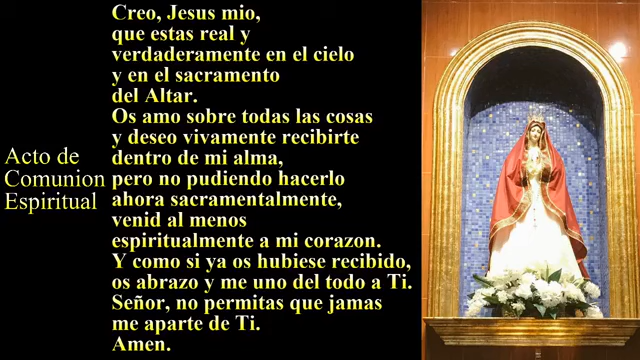 Acto de
Comunion
Espiritual
Creo, Jesus mio,
que estas real y
verdaderamente en el cielo
y en el sacramento
del Altar.
Os amo sobre todas las cosas
y deseo vivamente recibirte
dentro de mi alma,
pero no pudiendo hacerlo
ahora sacramentalmente,
venid al menos
espiritualmente a mi corazon.
Y como si ya os hubiese recibido,
os abrazo y me uno del todo a Ti.
Señor, no permitas que jamas
me aparte de Ti.
Amen.